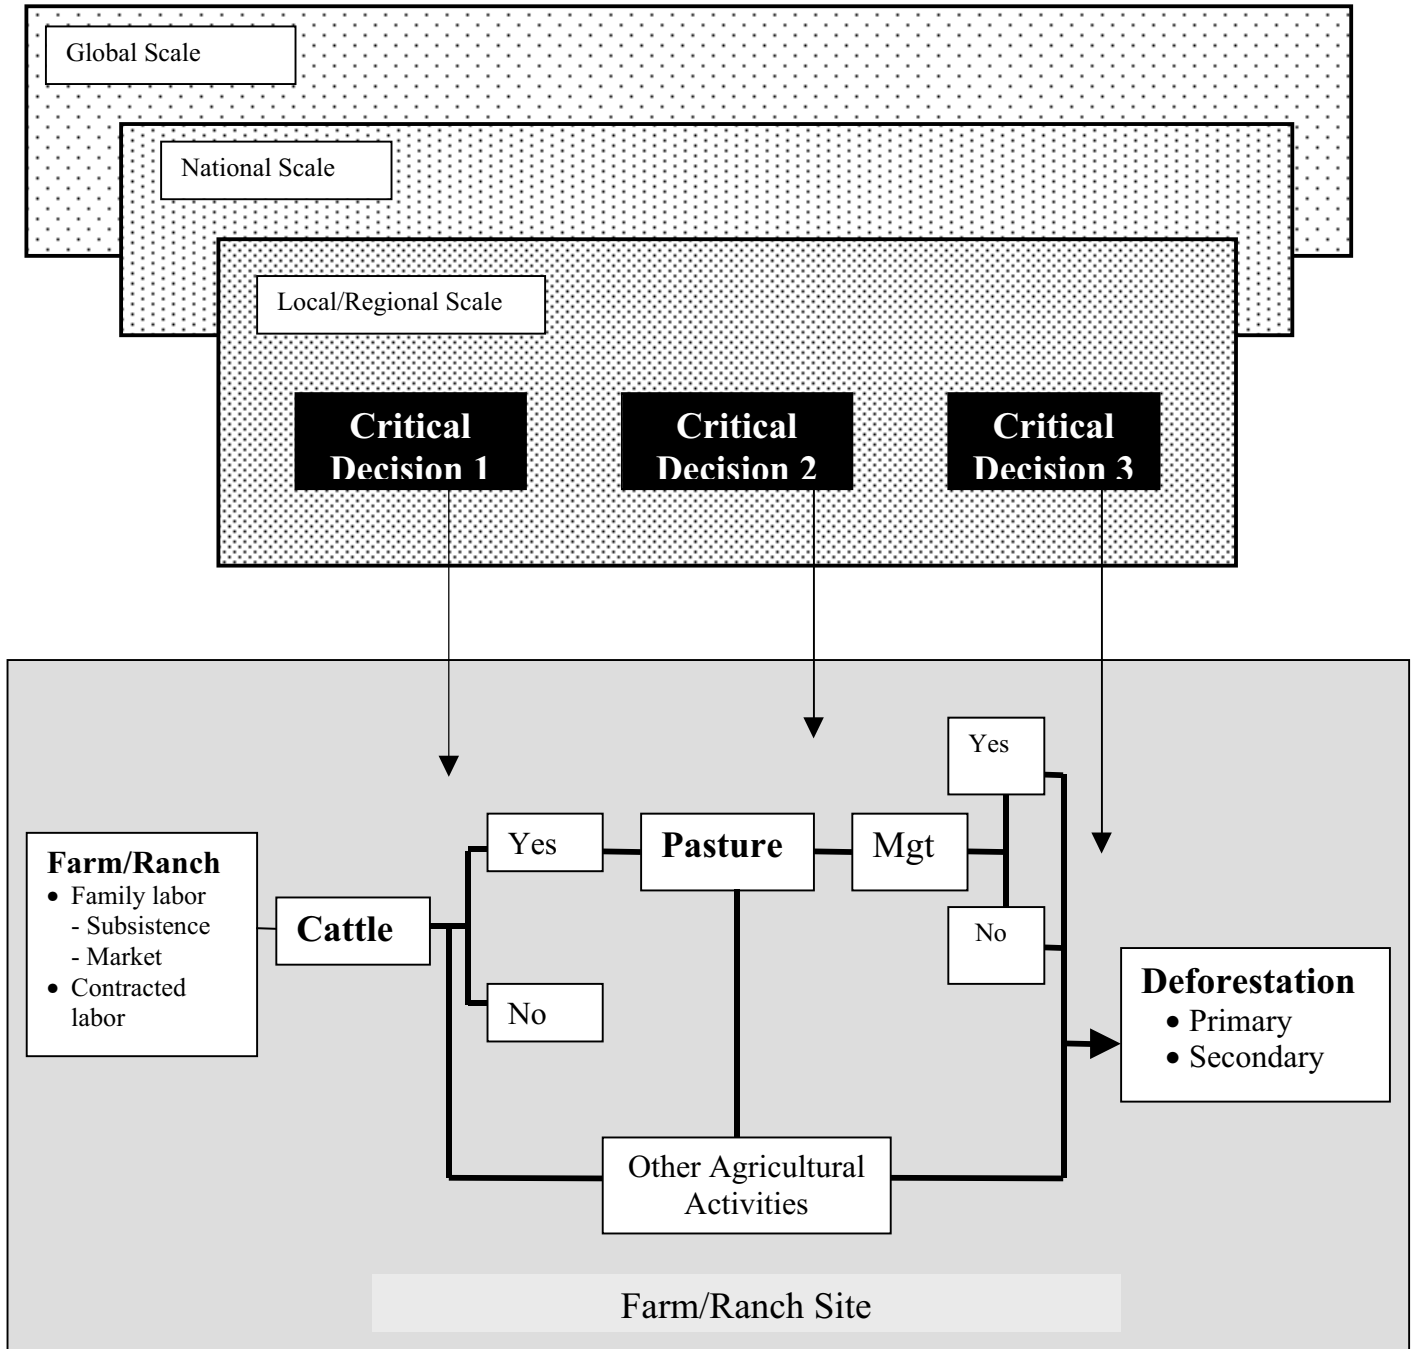 Global Scale
National Scale
Local/Regional Scale
Critical
Decision 1
Critical
Decision 2
Critical
Decision 3
Yes
Farm/Ranch
• Family labor
- Subsistence
- Market
• Contracted
labor
Cattle
Yes
No
Pasture
Mgt
No
Deforestation
• Primary
• Secondary
Other Agricultural
Activities
Farm/Ranch Site